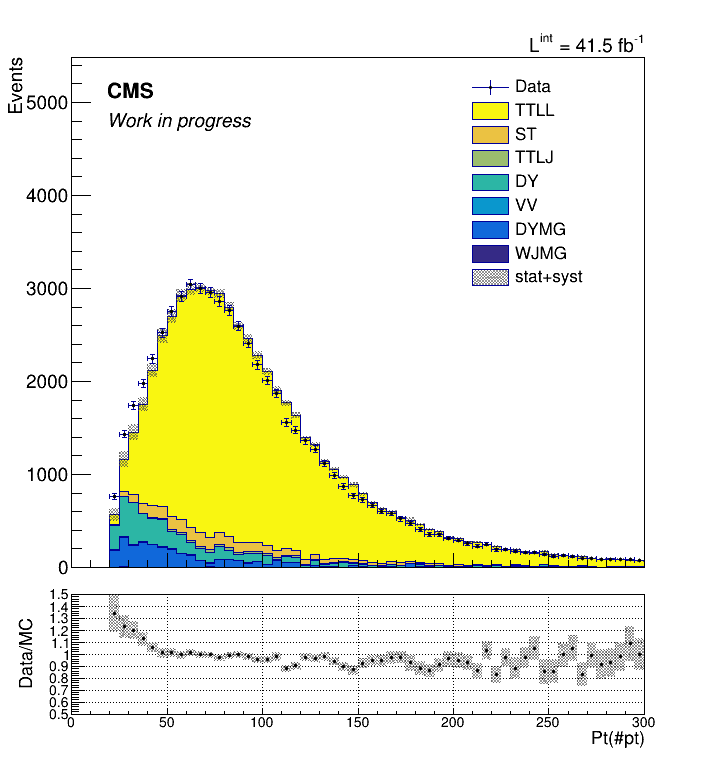 L^int = 41.5 fb^-1
Events
CMS
Work in progress
Data
TTLL
ST
TTLJ
DY
VV
DYMG
WJMG
stat+syst
5000
4000
3000
2000
1000
0
Data/MC
1.5
1.4
1.3
1.2
1.1
1
0.9
0.8
0.7
0.6
0.5
0 50 100 150 200 250 300
Pt(#pt)